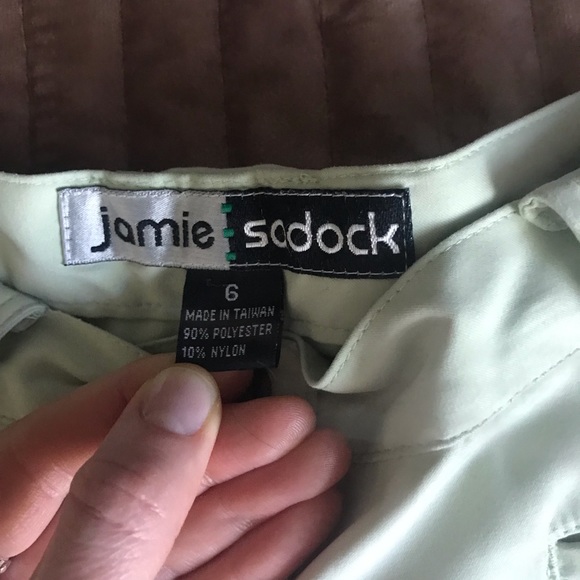 jamie sadock
6
MADE IN TAIWAN
90% POLYESTER
10% NYLON